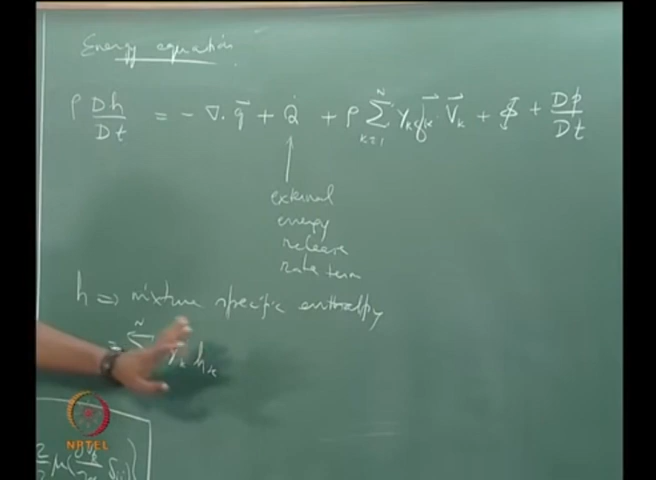 Energy equation
ρ Dh/Dt = - ∇. q⃗ + Q̇ + ρ Σ_{k=1}^{N} Y_k f⃗_k. V⃗_k + Φ + Dp/Dt
external
energy
release
rate term
h => mixture specific enthalpy
= Σ^N Y_k h_k
NPTEL